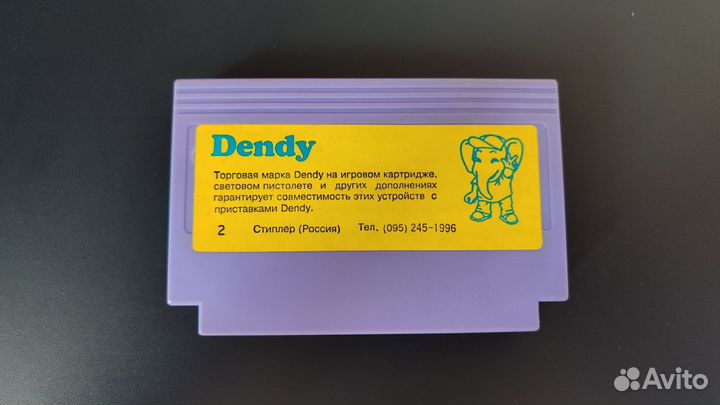 Dendy
Торговая марка Dendy на игровом картридже,
световом пистолете и других дополнениях
гарантирует совместимость этих устройств с
приставками Dendy.
2 Стиплер (Россия) Тел. (095) 245-1996
Avito